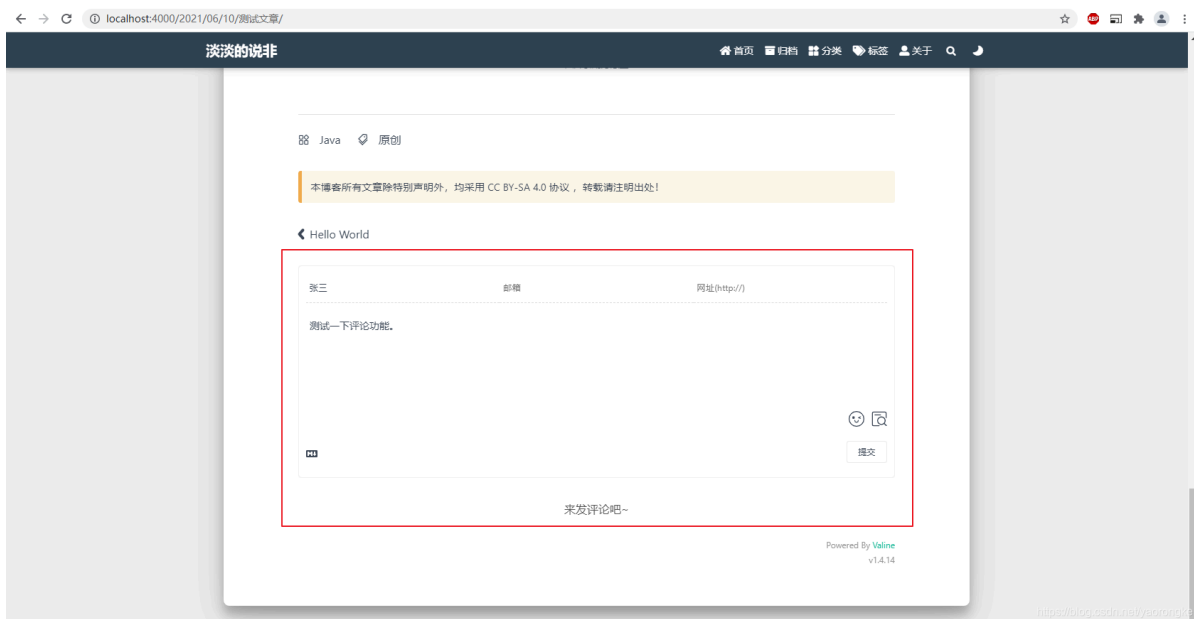 localhost:4000/2021/06/10/测试文章/
ABP
淡淡的说非
首页 归档 分类 标签 关于
Java 原创
本博客所有文章除特别声明外，均采用 CC BY-SA 4.0 协议 ，转载请注明出处！
Hello World
张三 邮箱 网址(http://)
测试一下评论功能。
M
提交
来发评论吧~
Powered By Valine
v1.4.14